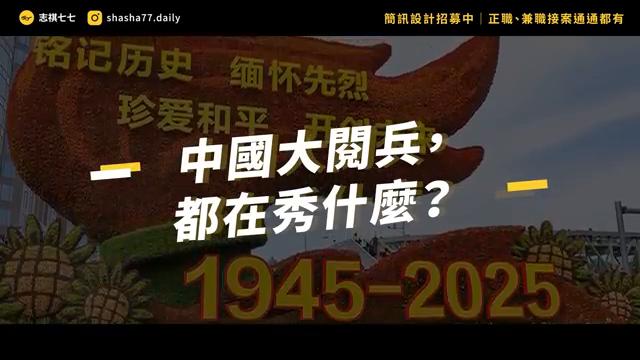 志祺七七 shasha77.daily 簡訊設計招募中｜正職、兼職接案通通都有
铭记历史 缅怀先烈
珍爱和平 开创
中國大閱兵，
都在秀什麼？
1945-2025